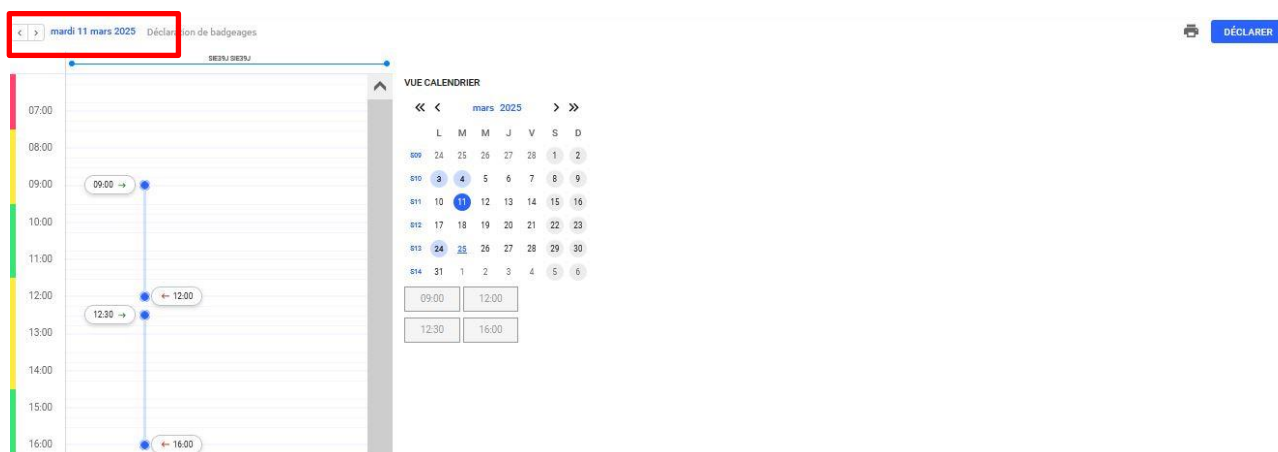 < > mardi 11 mars 2025 Déclaration de badgeages DÉCLARER
SIE39J SIE39J
VUE CALENDRIER
mars 2025
L M M J V S D
S09 24 25 26 27 28 1 2
S10 3 4 5 6 7 8 9
S11 10 11 12 13 14 15 16
S12 17 18 19 20 21 22 23
S13 24 25 26 27 28 29 30
S14 31 1 2 3 4 5 6
09:00 12:00
12:30 16:00
07:00
08:00
09:00 09:00 →
10:00
11:00
12:00 ← 12:00
12:30 →
13:00
14:00
15:00
16:00 ← 16:00